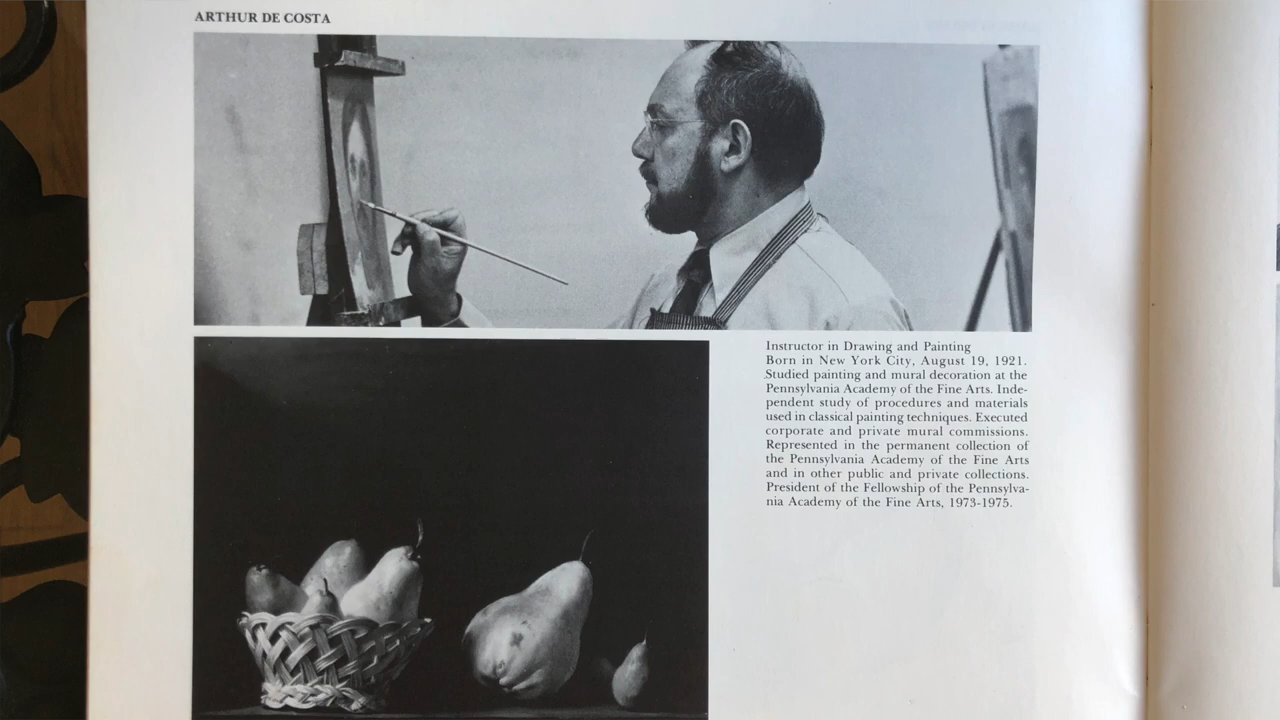 ARTHUR DE COSTA
Instructor in Drawing and Painting
Born in New York City, August 19, 1921.
Studied painting and mural decoration at the
Pennsylvania Academy of the Fine Arts. Inde-
pendent study of procedures and materials
used in classical painting techniques. Executed
corporate and private mural commissions.
Represented in the permanent collection of
the Pennsylvania Academy of the Fine Arts
and in other public and private collections.
President of the Fellowship of the Pennsylva-
nia Academy of the Fine Arts, 1973-1975.